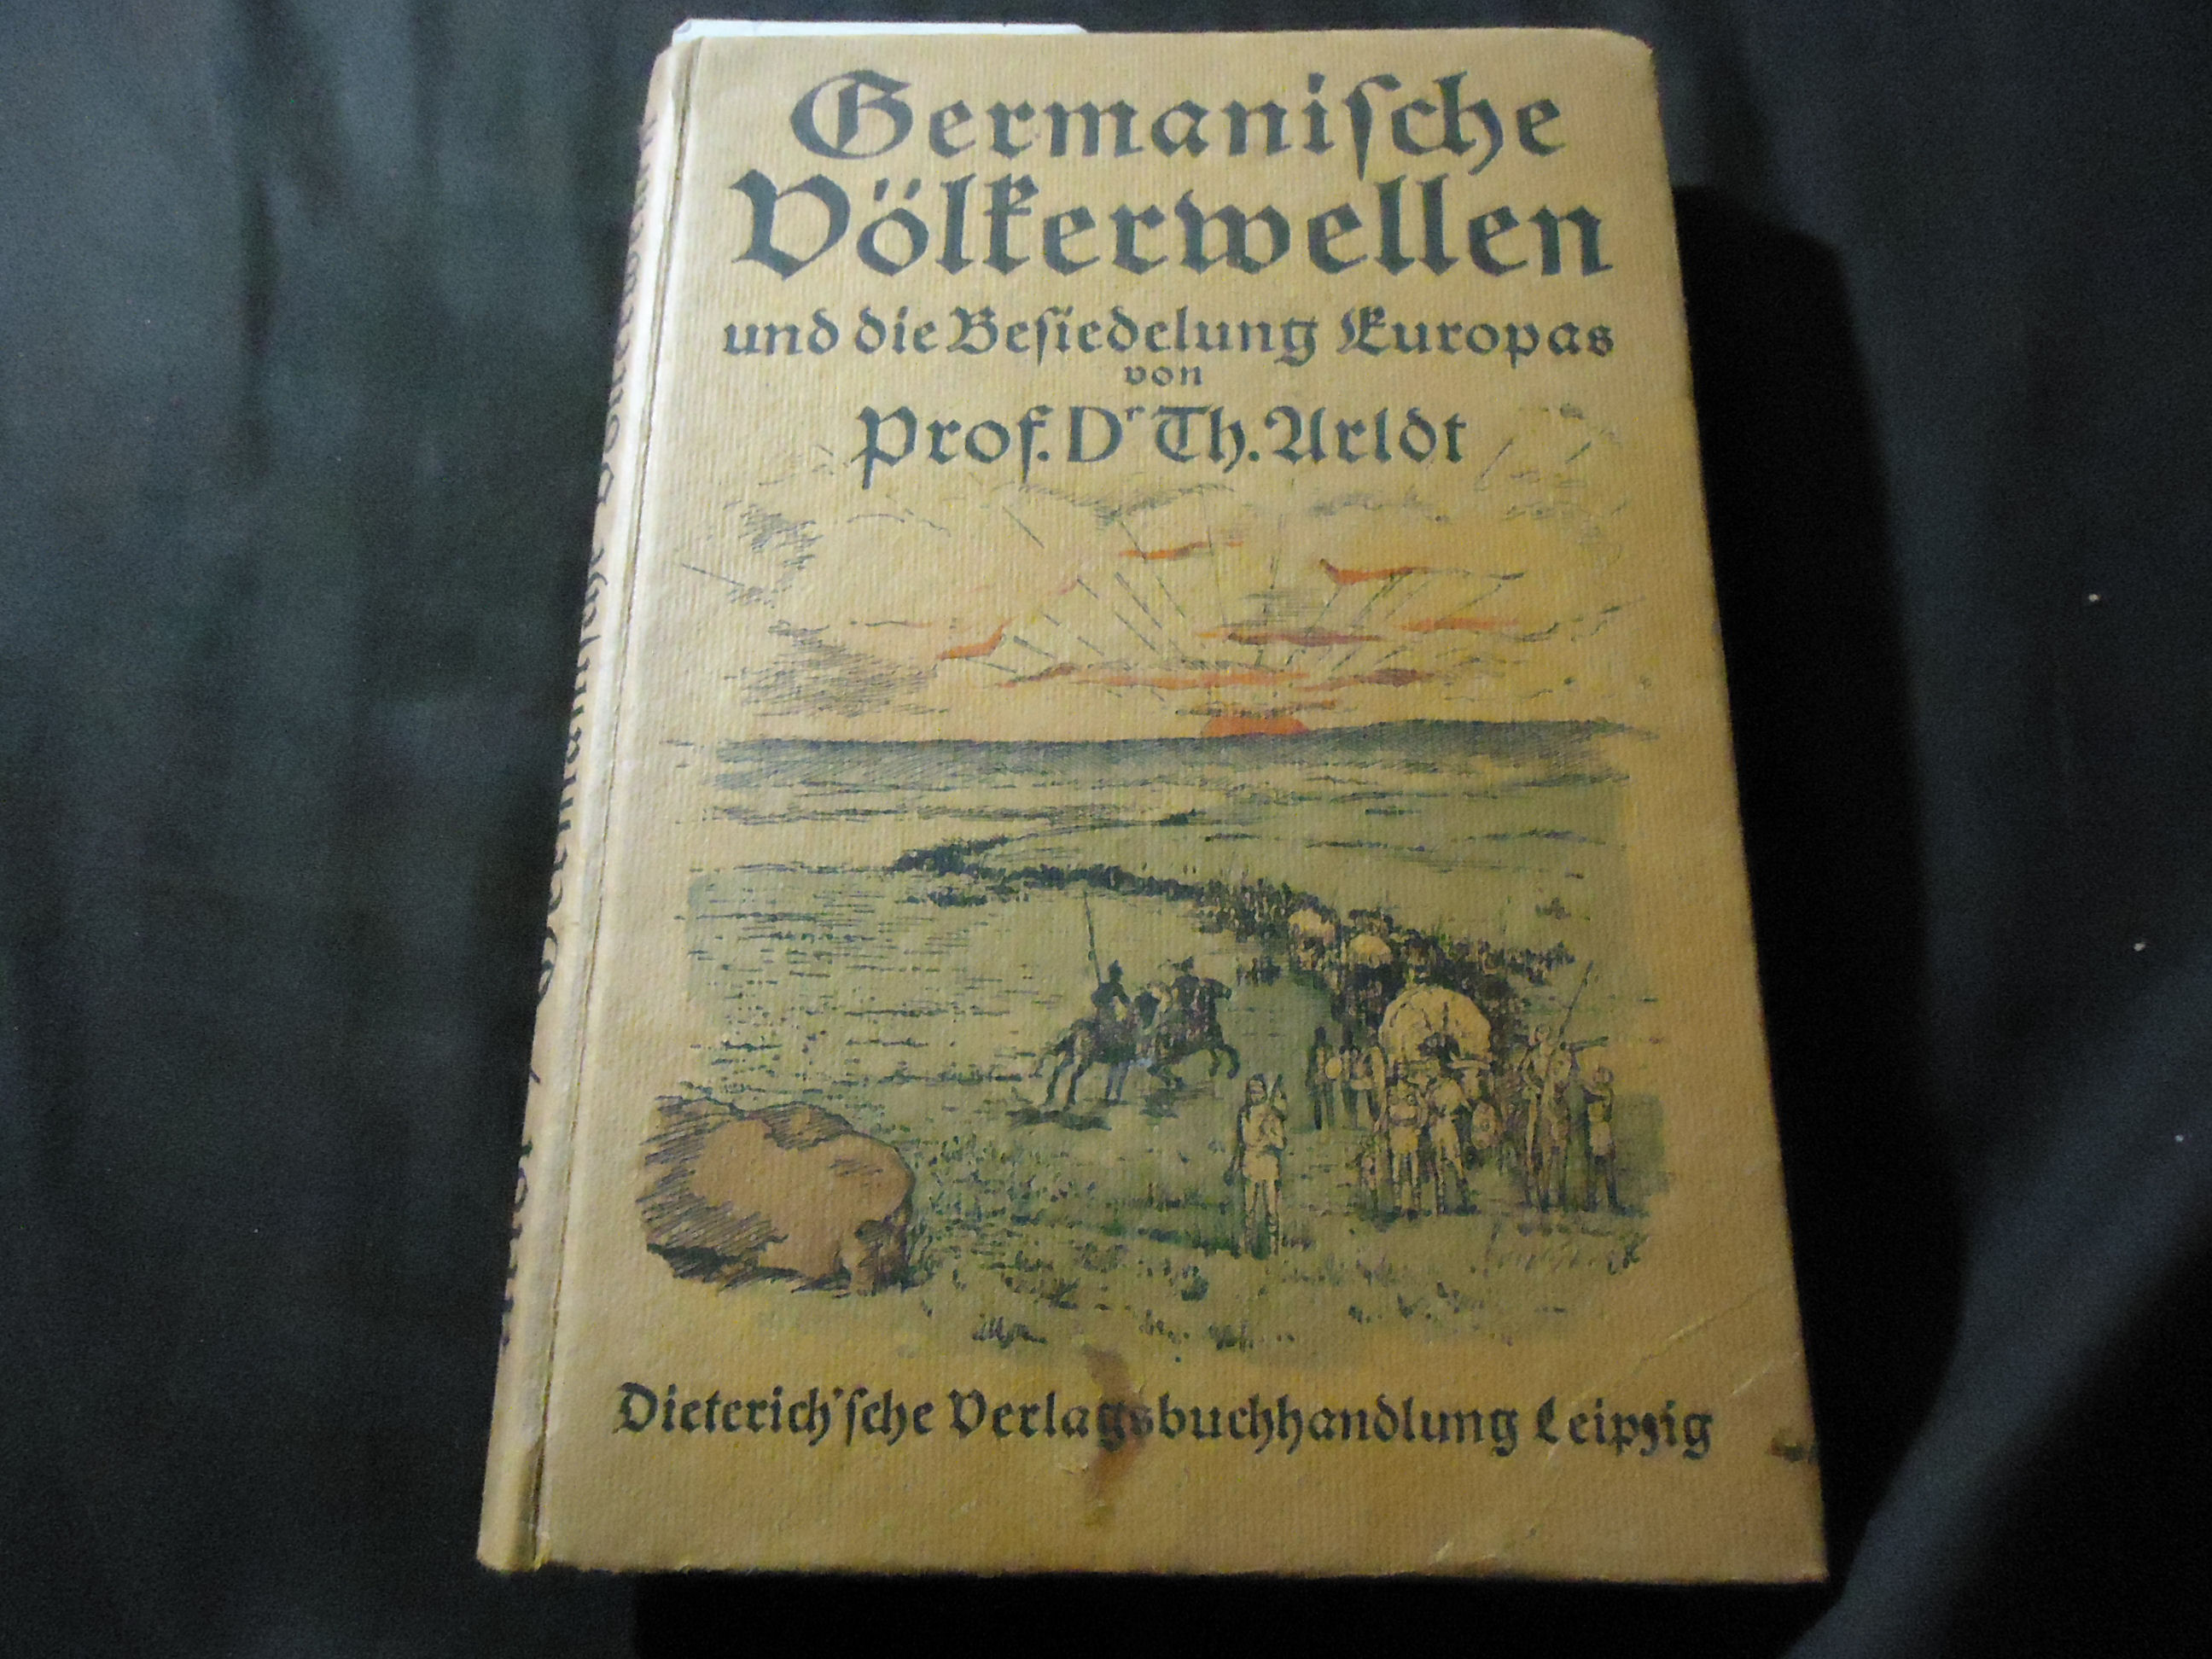 Germaniſche
Völkerwellen
und die Beſiedelung Europas
von
Prof. Dr Th. Arldt
Dieterich'ſche Verlagsbuchhandlung Leipzig